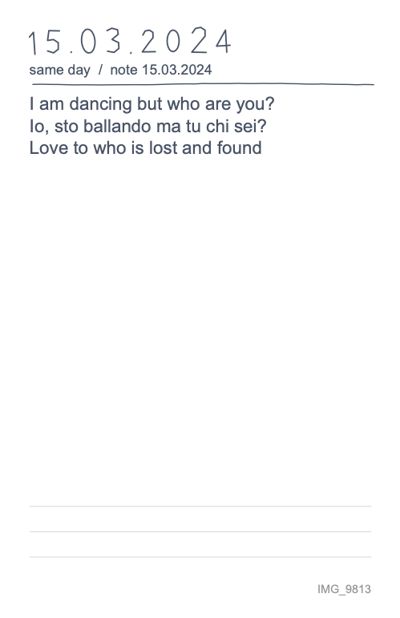 15.03.2024
same day / note 15.03.2024
I am dancing but who are you?
Io, sto ballando ma tu chi sei?
Love to who is lost and found
IMG_9813